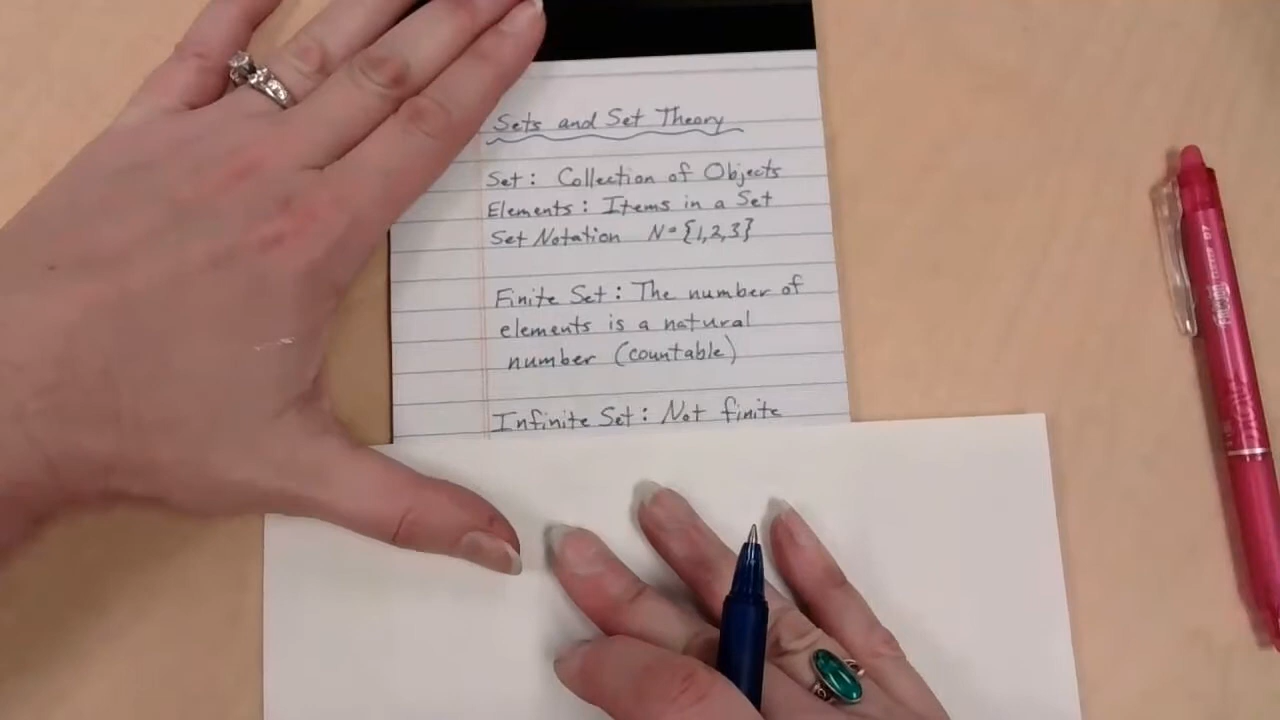 Sets and Set Theory
Set: Collection of Objects
Elements: Items in a Set
Set Notation N={1,2,3}
Finite Set: The number of
elements is a natural
number (countable)
Infinite Set: Not finite